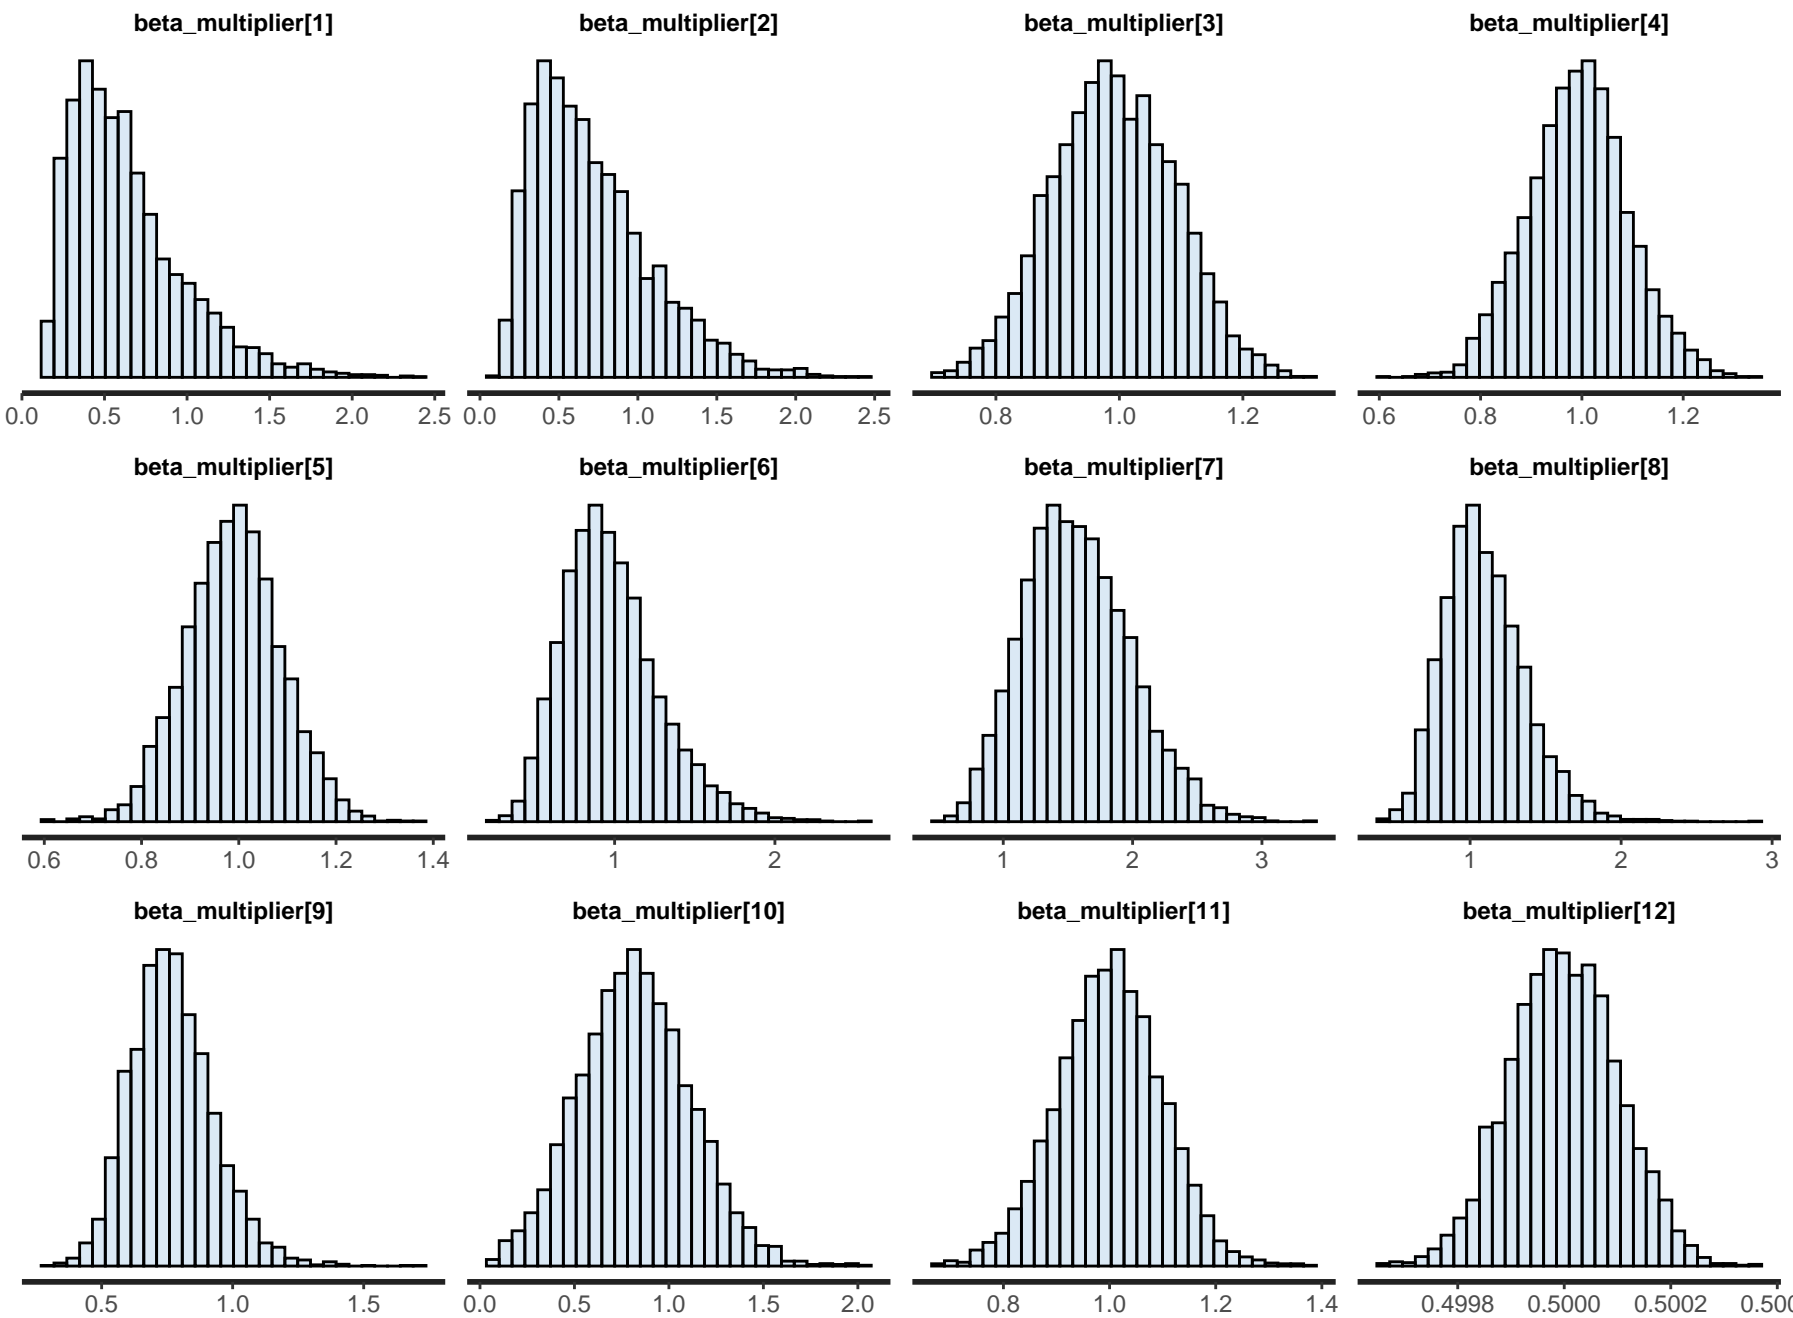 beta_multiplier[1] beta_multiplier[2] beta_multiplier[3] beta_multiplier[4]
0.0 0.5 1.0 1.5 2.0 2.5 0.0 0.5 1.0 1.5 2.0 2.5 0.8 1.0 1.2 0.6 0.8 1.0 1.2
beta_multiplier[5] beta_multiplier[6] beta_multiplier[7] beta_multiplier[8]
0.6 0.8 1.0 1.2 1.4 1 2 1 2 3 1 2 3
beta_multiplier[9] beta_multiplier[10] beta_multiplier[11] beta_multiplier[12]
0.5 1.0 1.5 0.0 0.5 1.0 1.5 2.0 0.8 1.0 1.2 1.4 0.4998 0.5000 0.5002